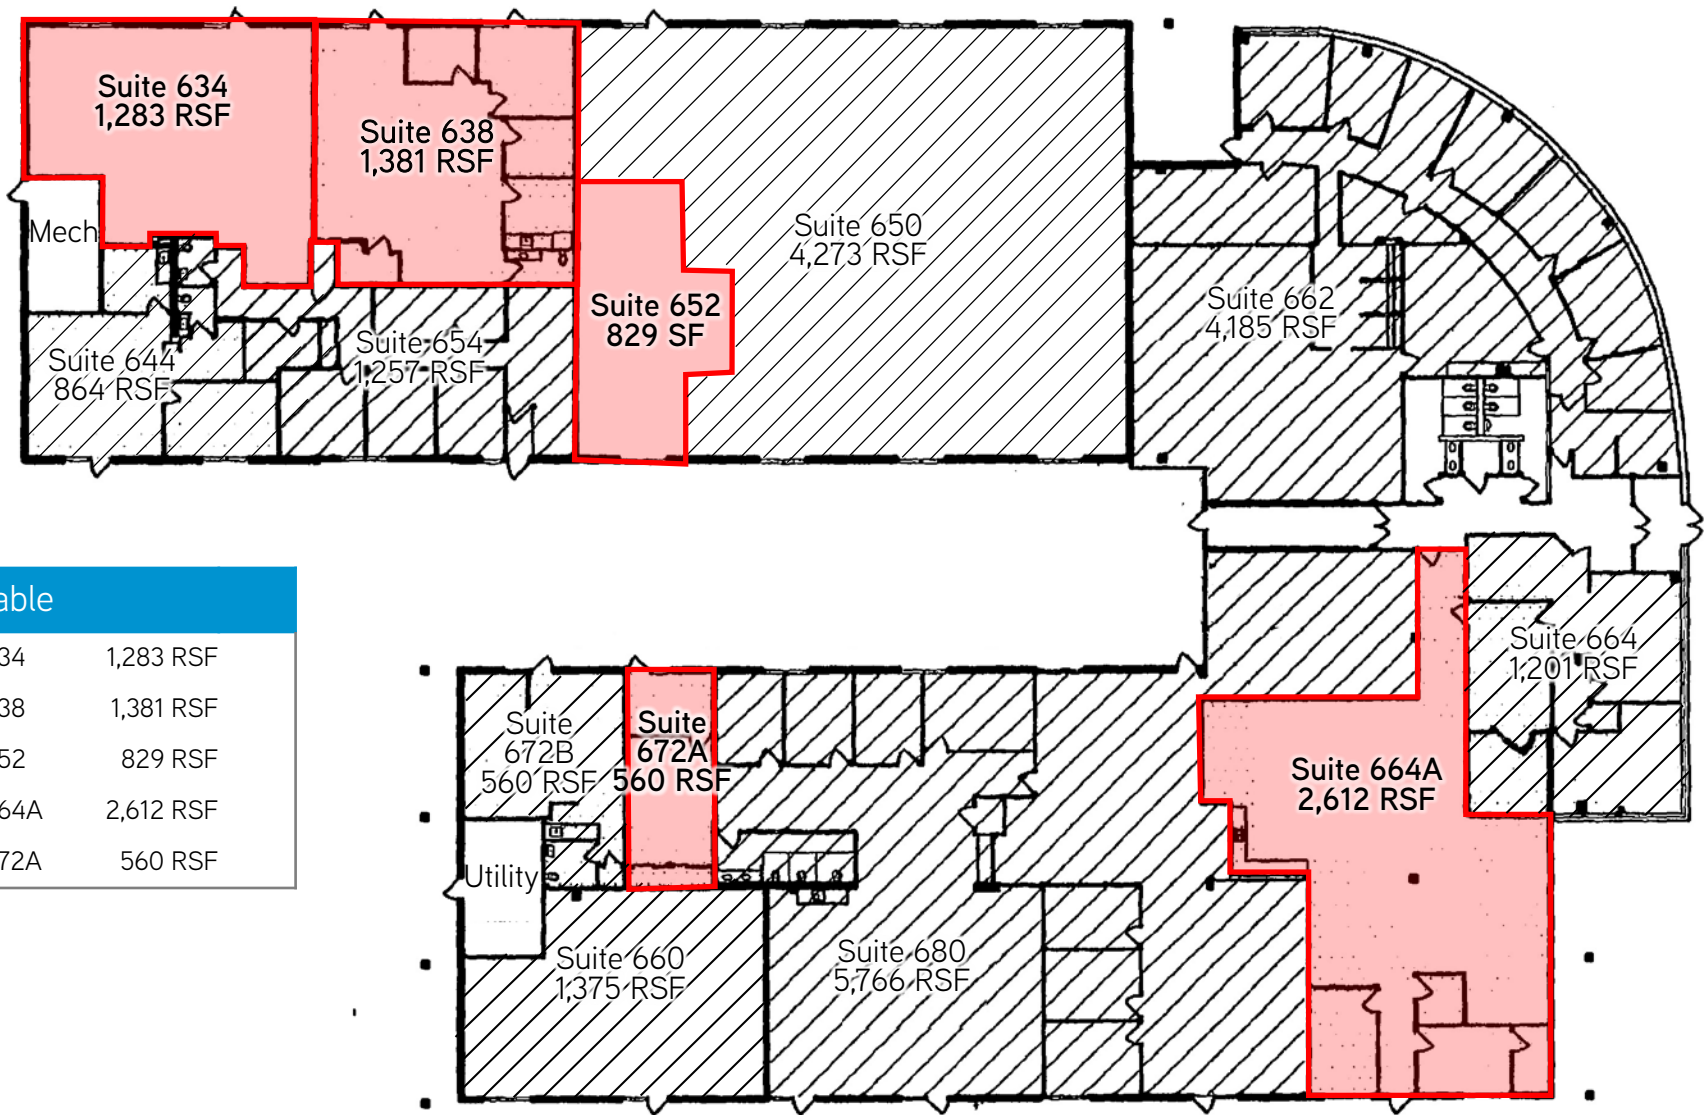 Suite 634
1,283 RSF
Suite 638
1,381 RSF
Mech
Suite 650
4,273 RSF
Suite 652
829 SF
Suite 662
4,185 RSF
Suite 644
864 RSF
Suite 654
1,257 RSF
able
34 1,283 RSF
38 1,381 RSF
52 829 RSF
64A 2,612 RSF
72A 560 RSF
Suite 664
1,201 RSF
Suite
672B
560 RSF
Suite
672A
560 RSF
Suite 664A
2,612 RSF
Utility
Suite 660
1,375 RSF
Suite 680
5,766 RSF